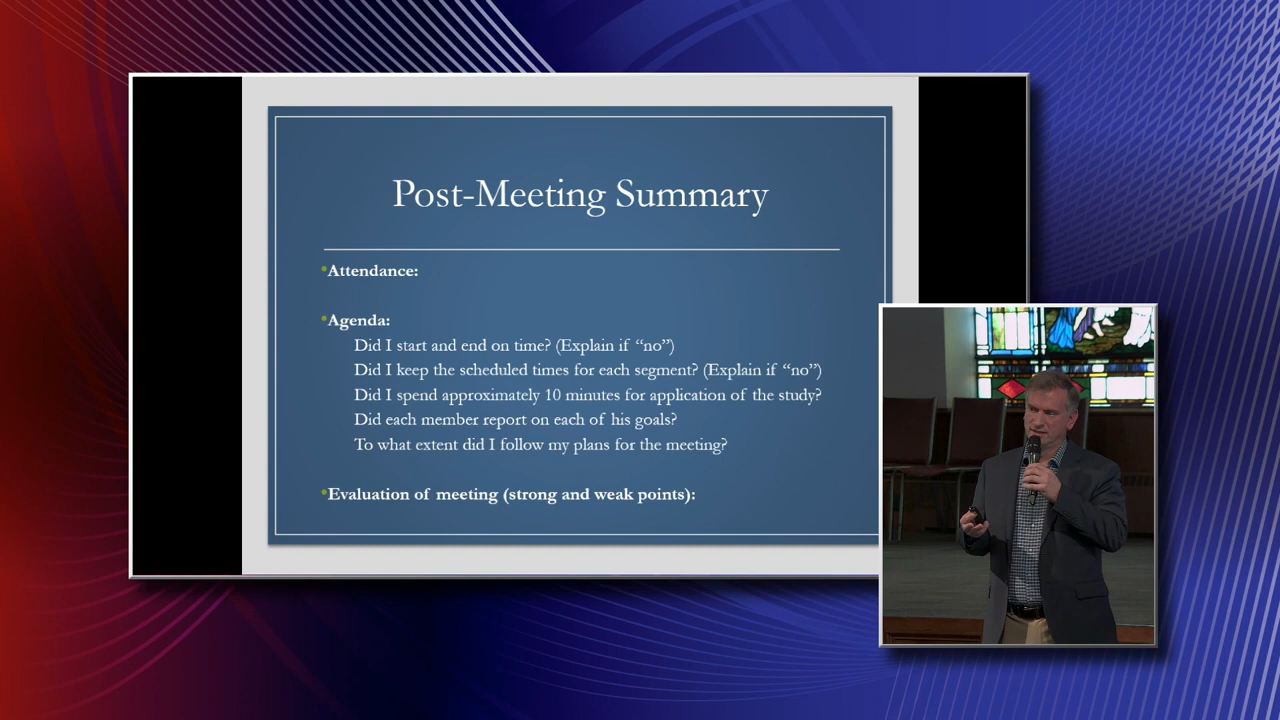 Post-Meeting Summary
•Attendance:
•Agenda:
Did I start and end on time? (Explain if “no”)
Did I keep the scheduled times for each segment? (Explain if “no”)
Did I spend approximately 10 minutes for application of the study?
Did each member report on each of his goals?
To what extent did I follow my plans for the meeting?
•Evaluation of meeting (strong and weak points):